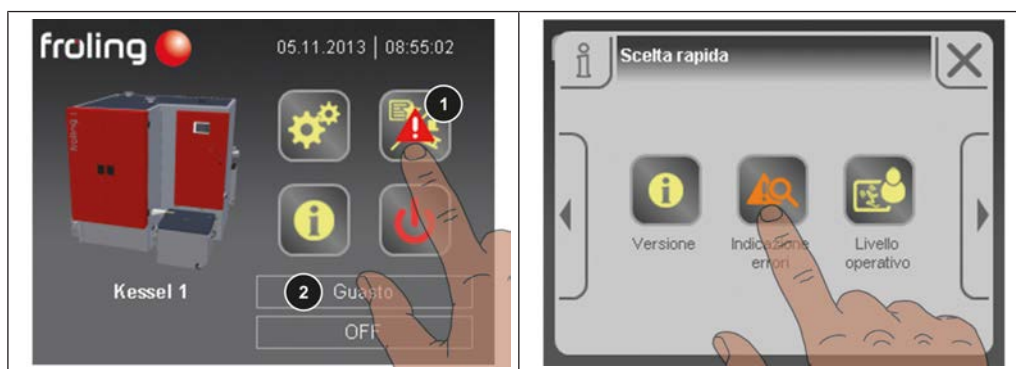 froling
05.11.2013 | 08:55:02
1
Kessel 1
2 Guasto
OFF
Scelta rapida
Versione
Indicazione
errori
Livello
operativo